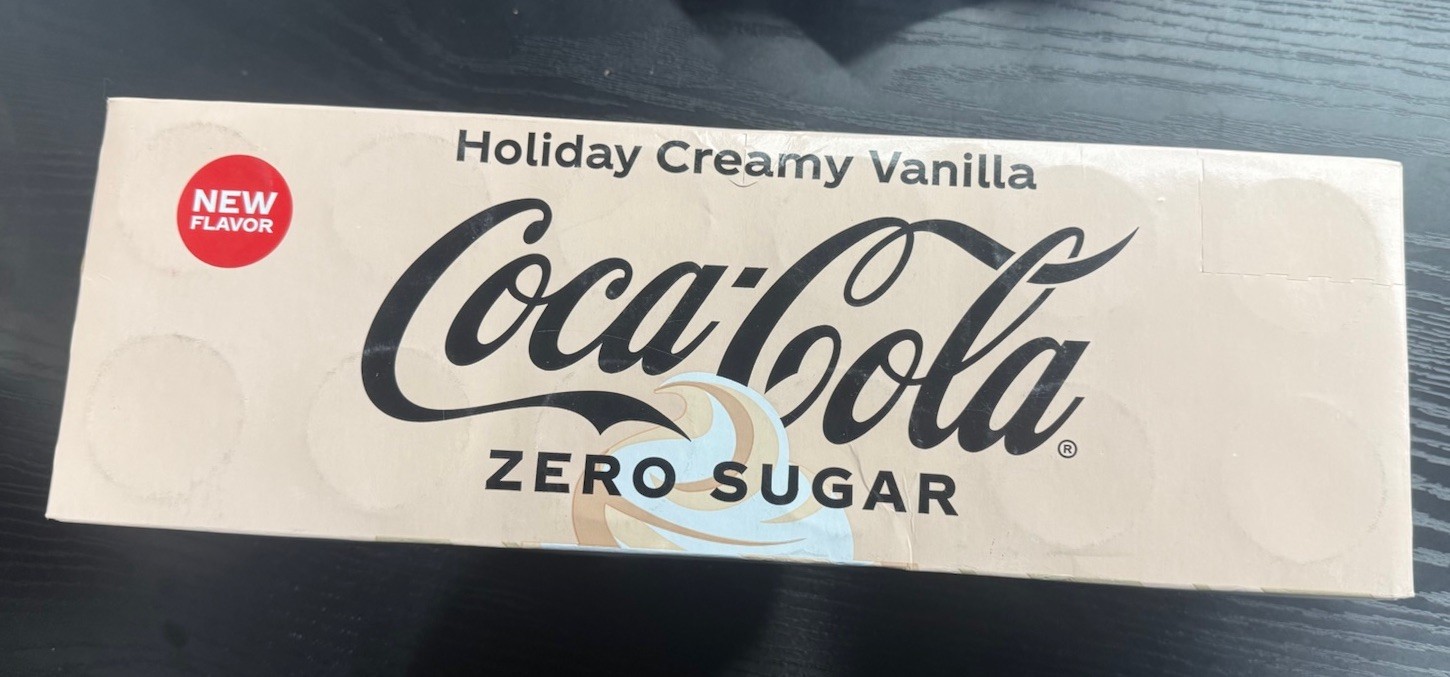 Holiday Creamy Vanilla
NEW
FLAVOR
Coca-Cola®
ZERO SUGAR